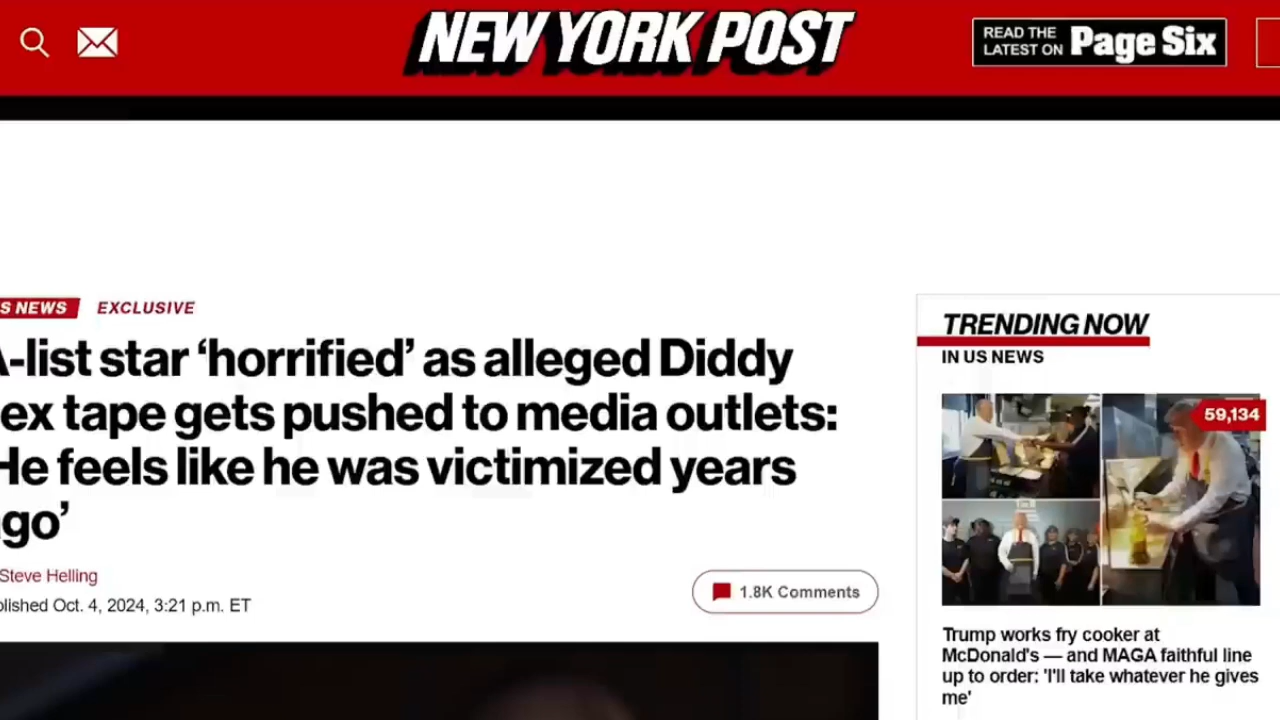 NEW YORK POST
READ THE
LATEST ON
Page Six
S NEWS
EXCLUSIVE
A-list star ‘horrified’ as alleged Diddy
ex tape gets pushed to media outlets:
He feels like he was victimized years
go’
Steve Helling
lished Oct. 4, 2024, 3:21 p.m. ET
1.8K Comments
TRENDING NOW
IN US NEWS
59,134
Trump works fry cooker at
McDonald's — and MAGA faithful line
up to order: 'I'll take whatever he gives
me'